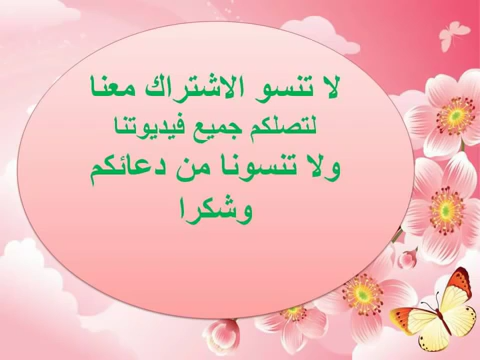 لا تنسو الاشتراك معنا
لتصلكم جميع فيديوتنا
ولا تنسونا من دعائكم
وشكرا